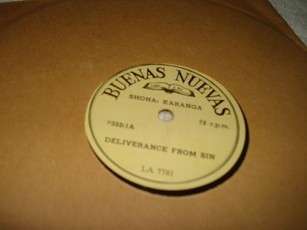 BUENAS NUEVAS
SHONA: KARANGA
78 r.p.m.
DELIVERANCE FROM SIN